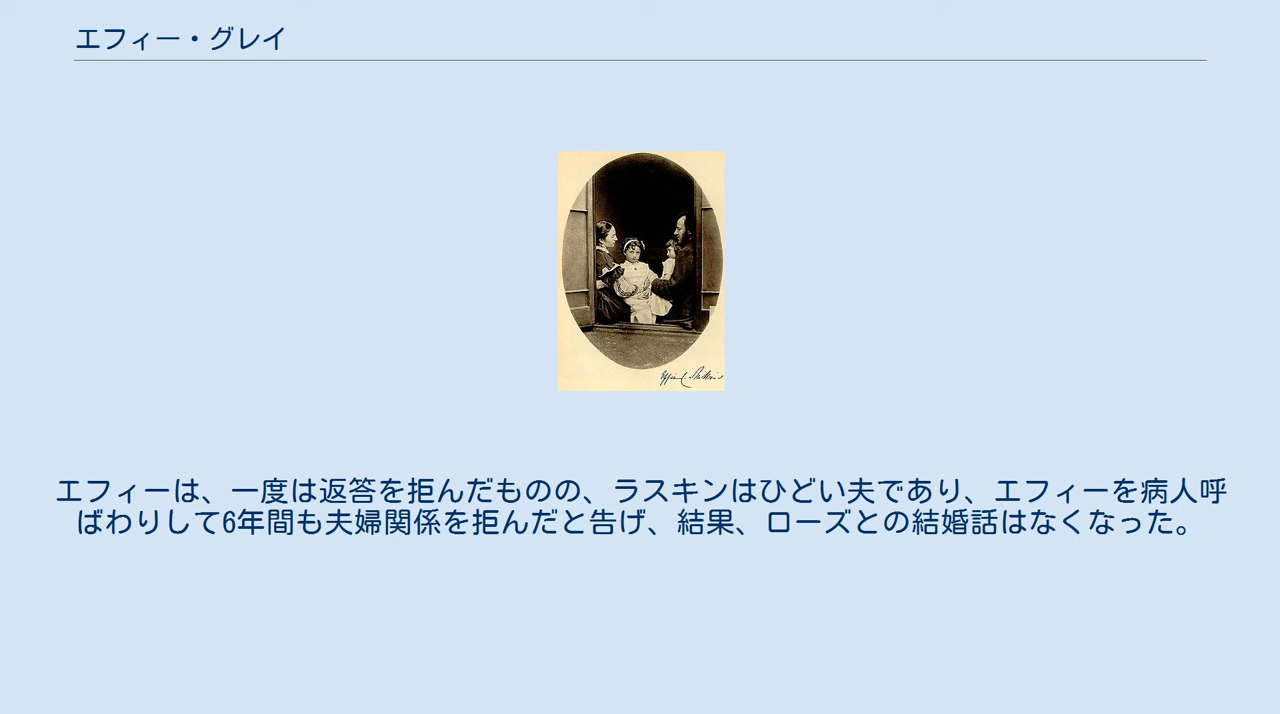 エフィー・グレイ
エフィーは、一度は返答を拒んだものの、ラスキンはひどい夫であり、エフィーを病人呼
ばわりして6年間も夫婦関係を拒んだと告げ、結果、ローズとの結婚話はなくなった。